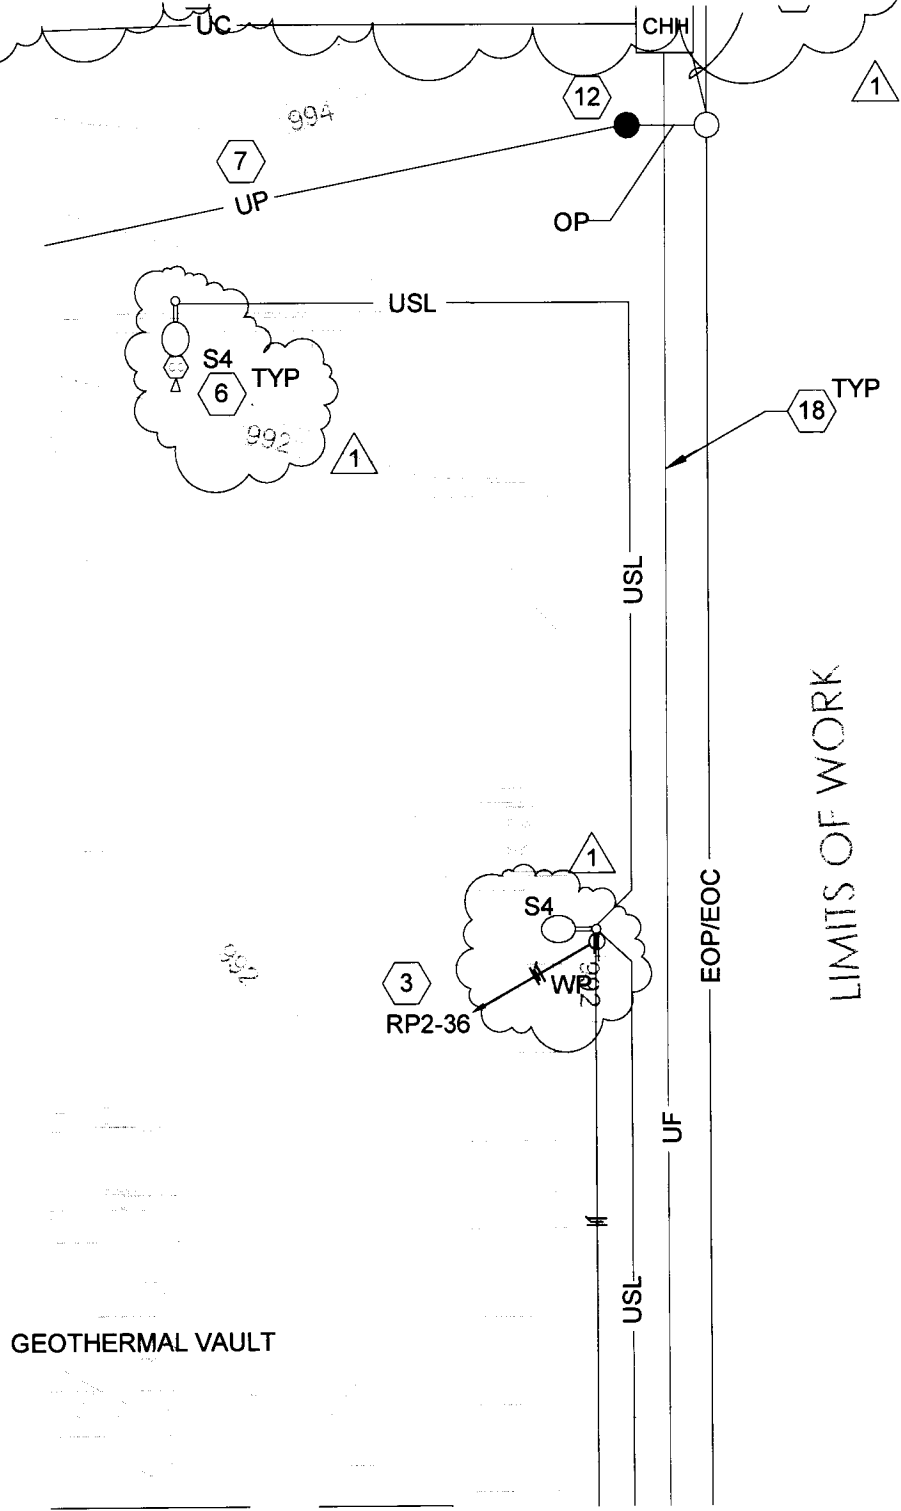 UC
CHH
1
12
994
7
UP
OP
USL
S4
TYP
6
992
1
TYP
18
USL
LIMITS OF WORK
1
S4
EOP/EOC
992
3
WP
992
RP2-36
UF
USL
GEOTHERMAL VAULT